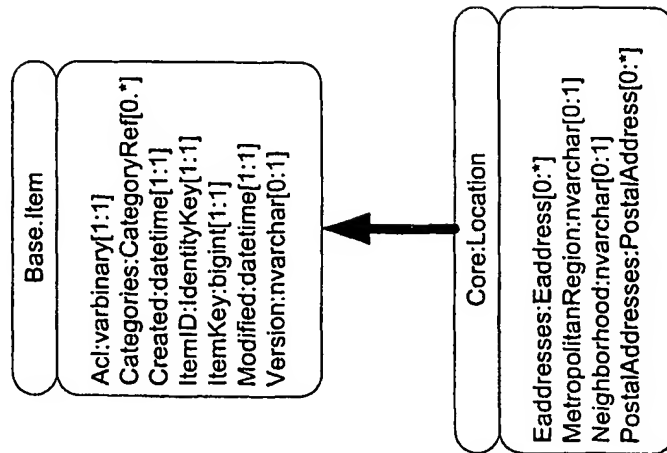 Base.Item
Acl:varbinary[1:1]
Categories:CategoryRef[0.*]
Created:datetime[1:1]
ItemID:IdentityKey[1:1]
ItemKey:bigint[1:1]
Modified:datetime[1:1]
Version:nvarchar[0:1]
Core:Location
Eaddresses:Eaddress[0:*]
MetropolitanRegion:nvarchar[0:1]
Neighborhood:nvarchar[0:1]
PostalAddresses:PostalAddress[0:*]